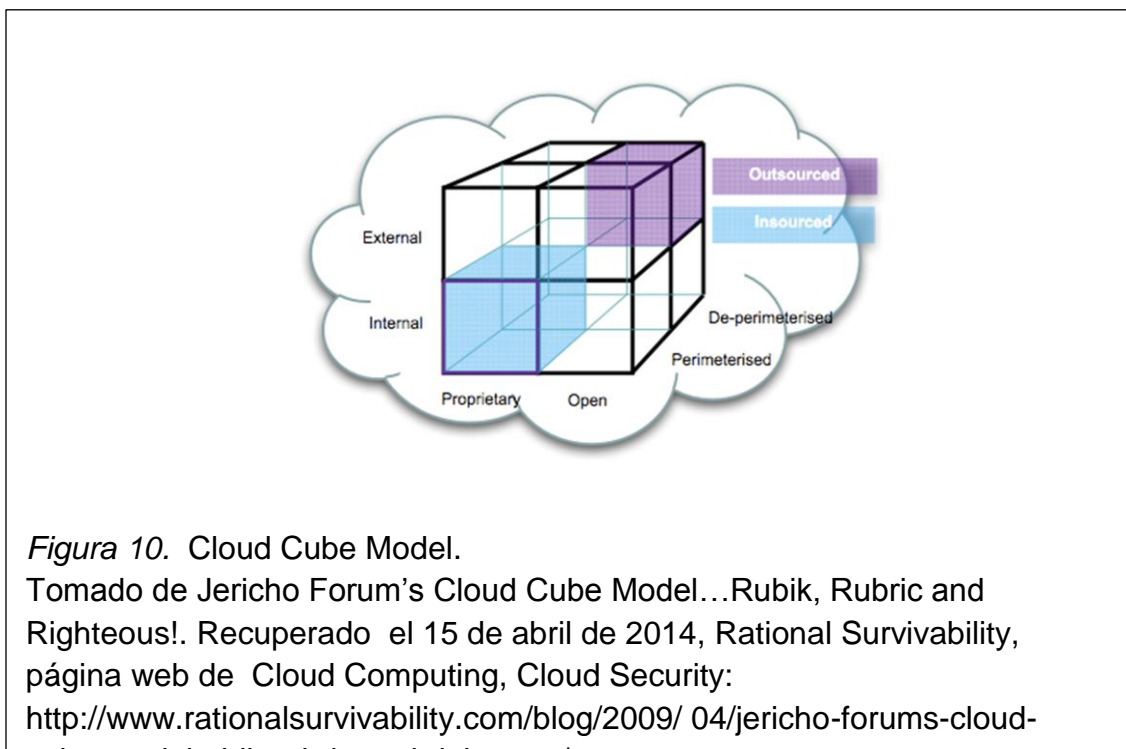 Outsourced
Insourced
External
Internal
De-perimeterised
Perimeterised
Proprietary
Open
Figura 10. Cloud Cube Model.
Tomado de Jericho Forum’s Cloud Cube Model…Rubik, Rubric and
Righteous!. Recuperado el 15 de abril de 2014, Rational Survivability,
página web de Cloud Computing, Cloud Security:
http://www.rationalsurvivability.com/blog/2009/ 04/jericho-forums-cloud-